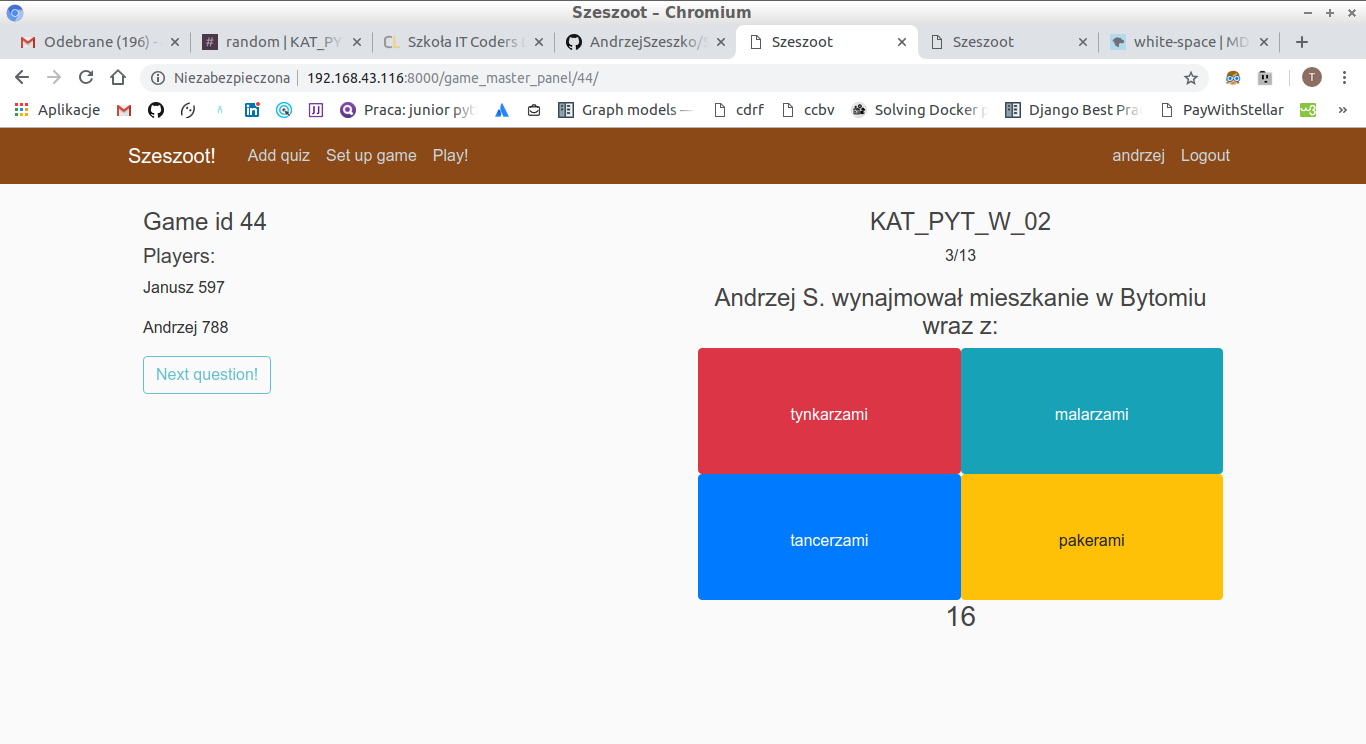 Szeszoot – Chromium
Odebrane (196) -
random | KAT_PY
Szkoła IT Coders
AndrzejSzeszko/
Szeszoot
Szeszoot
white-space | MD
Niezabezpieczona
192.168.43.116:8000/game_master_panel/44/
T
Aplikacje
Praca: junior pyt
Graph models —
cdrf
ccbv
Solving Docker p
Django Best Pra
PayWithStellar
»
Szeszoot!
Add quiz
Set up game
Play!
andrzej
Logout
Game id 44
Players:
Janusz 597
Andrzej 788
Next question!
KAT_PYT_W_02
3/13
Andrzej S. wynajmował mieszkanie w Bytomiu
wraz z:
tynkarzami
malarzami
tancerzami
pakerami
16